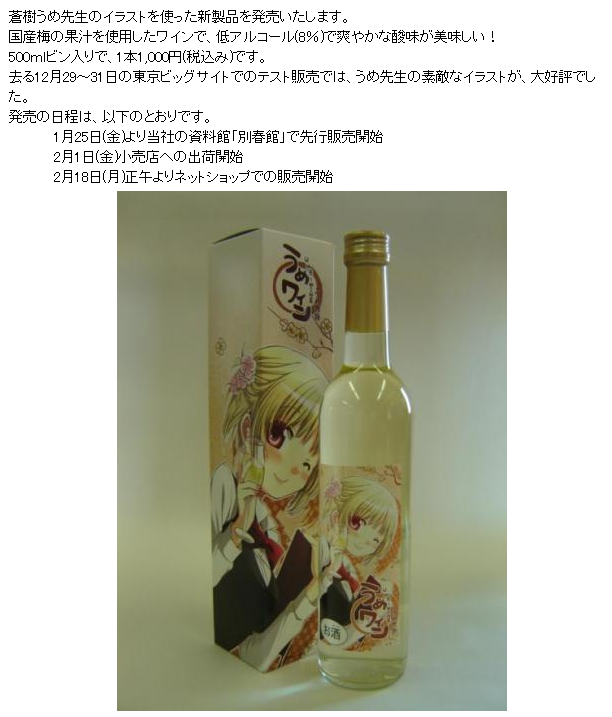 蒼樹うめ先生のイラストを使った新製品を発売いたします。
国産梅の果汁を使用したワインで、低アルコール(8%)で爽やかな酸味が美味しい！
500mlビン入りで、1本1,000円(税込み)です。
去る12月29～31日の東京ビッグサイトでのテスト販売では、うめ先生の素敵なイラストが、大好評でし
た。
発売の日程は、以下のとおりです。
1月25日(金)より当社の資料館「別春館」で先行販売開始
2月1日(金)小売店への出荷開始
2月18日(月)正午よりネットショップでの販売開始
うめ
ワイン
うめ
ワイン
お酒